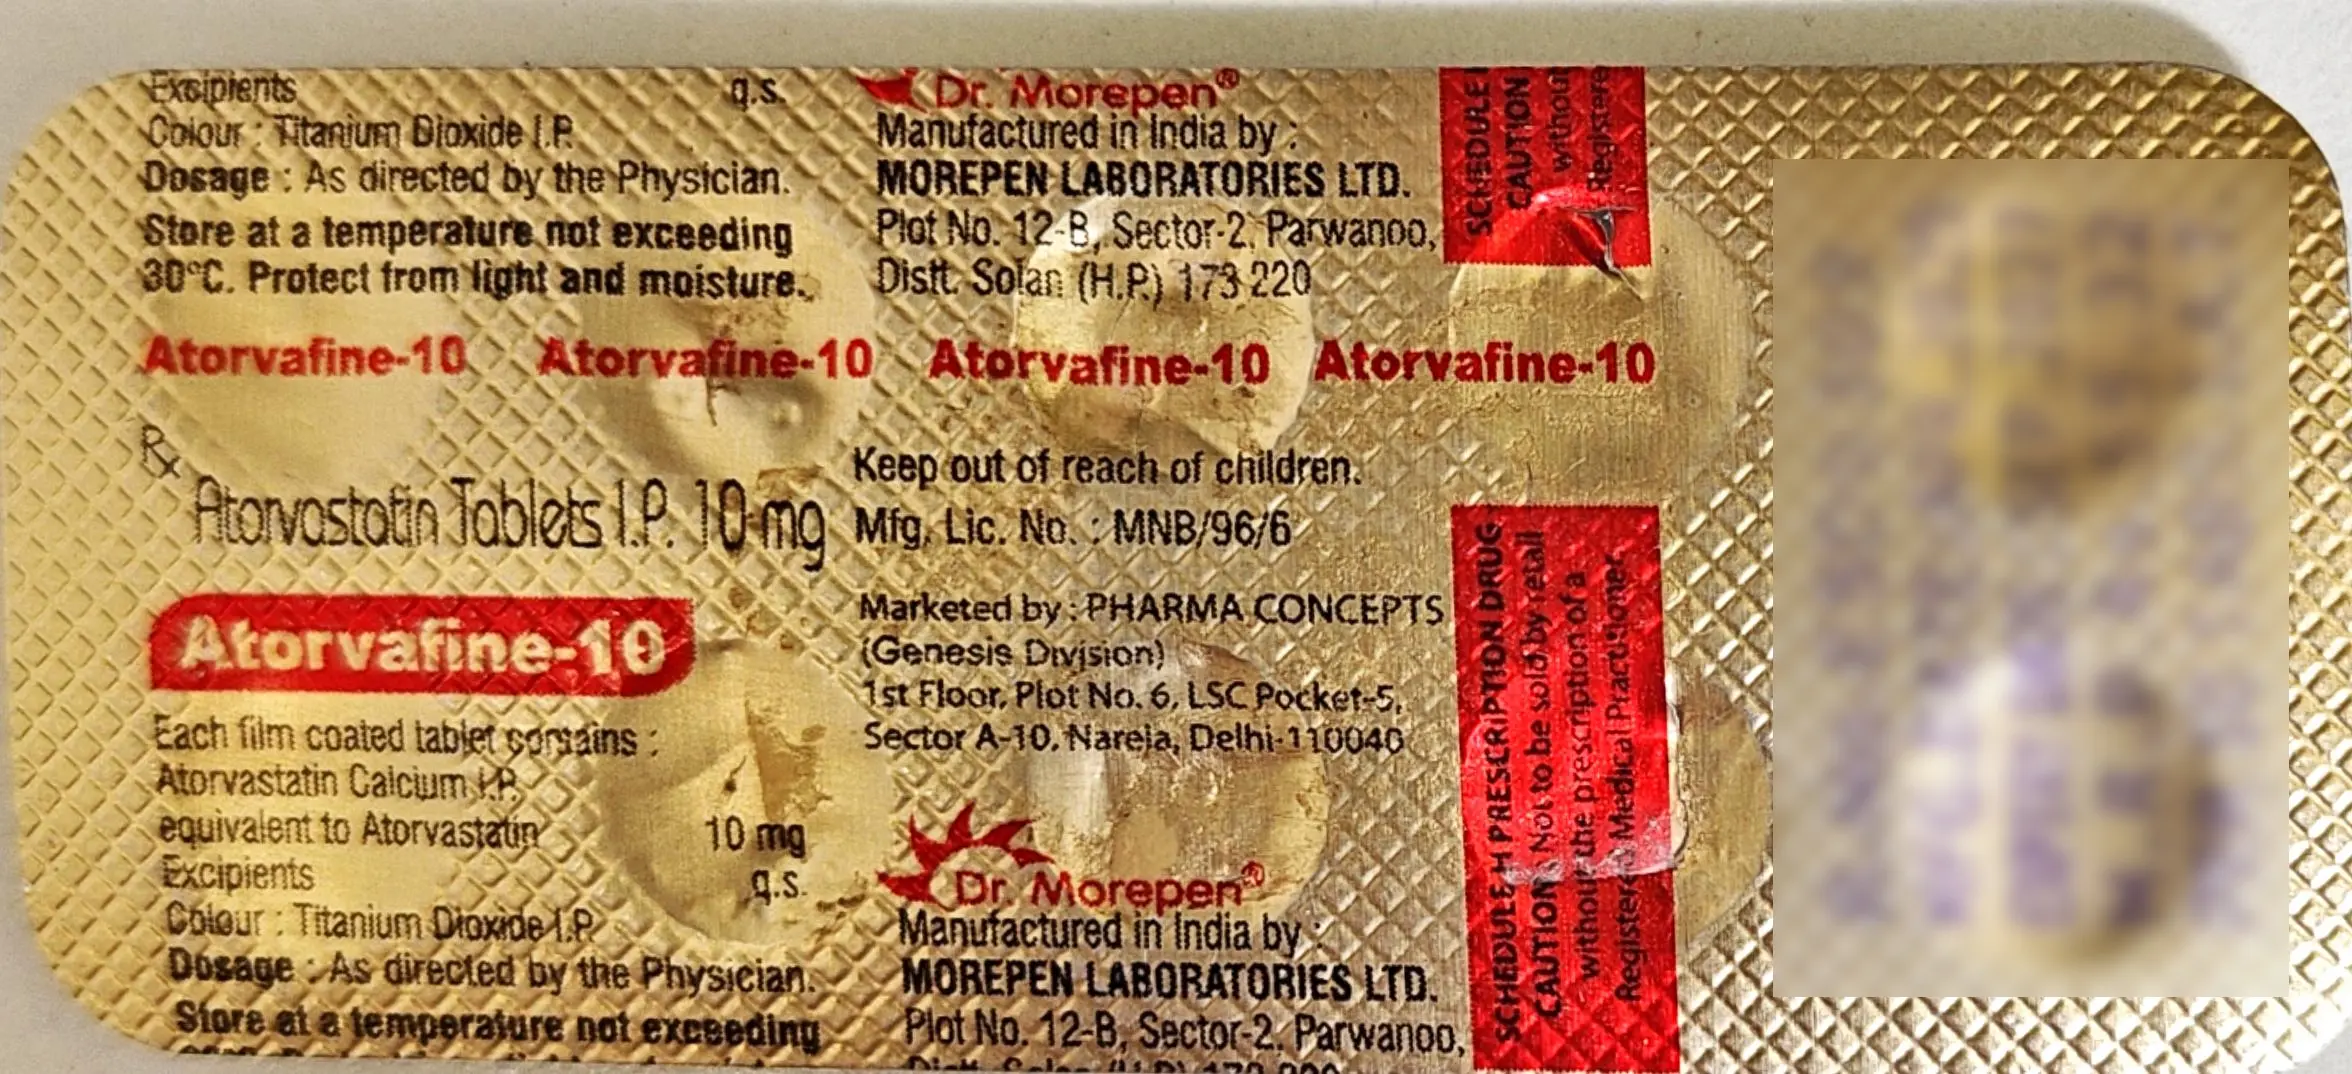 Excipients q.s.
Colour : Titanium Dioxide I.P.
Dosage : As directed by the Physician.
Store at a temperature not exceeding
30°C. Protect from light and moisture.
Dr. Morepen®
Manufactured in India by :
MOREPEN LABORATORIES LTD.
Plot No. 12-B, Sector-2, Parwanoo,
Distt. Solan (H.P.) 173 220
SCHEDULE
CAUTION
withou
Registere
Atorvafine-10 Atorvafine-10 Atorvafine-10 Atorvafine-10
Rx
Atorvastatin Tablets I.P. 10 mg
Atorvafine-10
Each film coated tablet contains :
Atorvastatin Calcium I.P.
equivalent to Atorvastatin 10 mg
Excipients q.s.
Colour : Titanium Dioxide I.P.
Dosage : As directed by the Physician.
Store at a temperature not exceeding
Keep out of reach of children.
Mfg. Lic. No. : MNB/96/6
Marketed by : PHARMA CONCEPTS
(Genesis Division)
1st Floor, Plot No. 6, LSC Pocket-5,
Sector A-10, Narela, Delhi-110040
Dr. Morepen®
Manufactured in India by :
MOREPEN LABORATORIES LTD.
Plot No. 12-B, Sector-2, Parwanoo,
SCHEDULE H PRESCRIPTION DRUG
CAUTION: Not to be sold by retail
without the prescription of a
Registered Medical Practitioner.